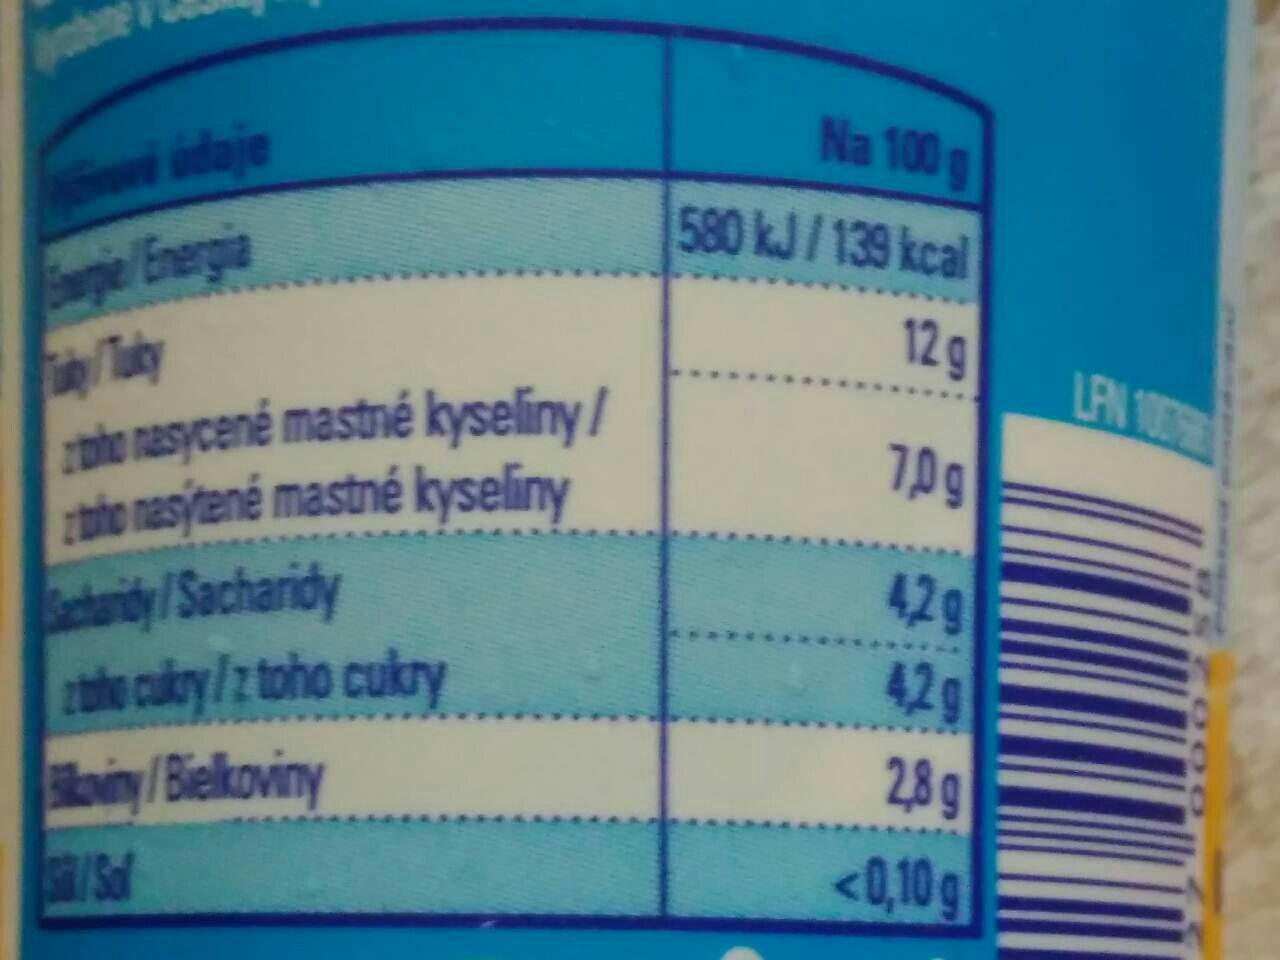 údaje Na 100 g
Energie/Energia 580 kJ / 139 kcal
Tuky/Tuky 12 g
z toho nasycené mastné kyseliny /
z toho nasýtené mastné kyseliny 7,0 g
Sacharidy/Sacharidy 4,2 g
z toho cukry/z toho cukry 4,2 g
Bílkoviny/Bielkoviny 2,8 g
Sůl/Soľ <0,10 g
LFN